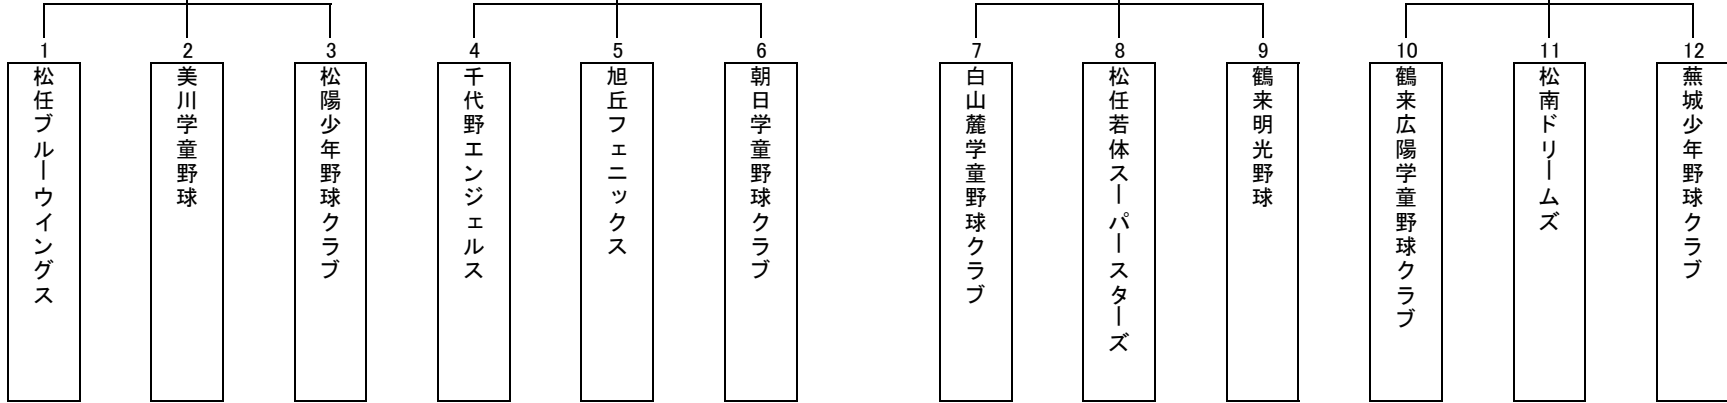 1
松任ブルーウイングス
2
美川学童野球
3
松陽少年野球クラブ
4
千代野エンジェルス
5
旭丘フェニックス
6
朝日学童野球クラブ
7
白山麓学童野球クラブ
8
松任若体スーパースターズ
9
鶴来明光野球
10
鶴来広陽学童野球クラブ
11
松南ドリームズ
12
蕪城少年野球クラブ